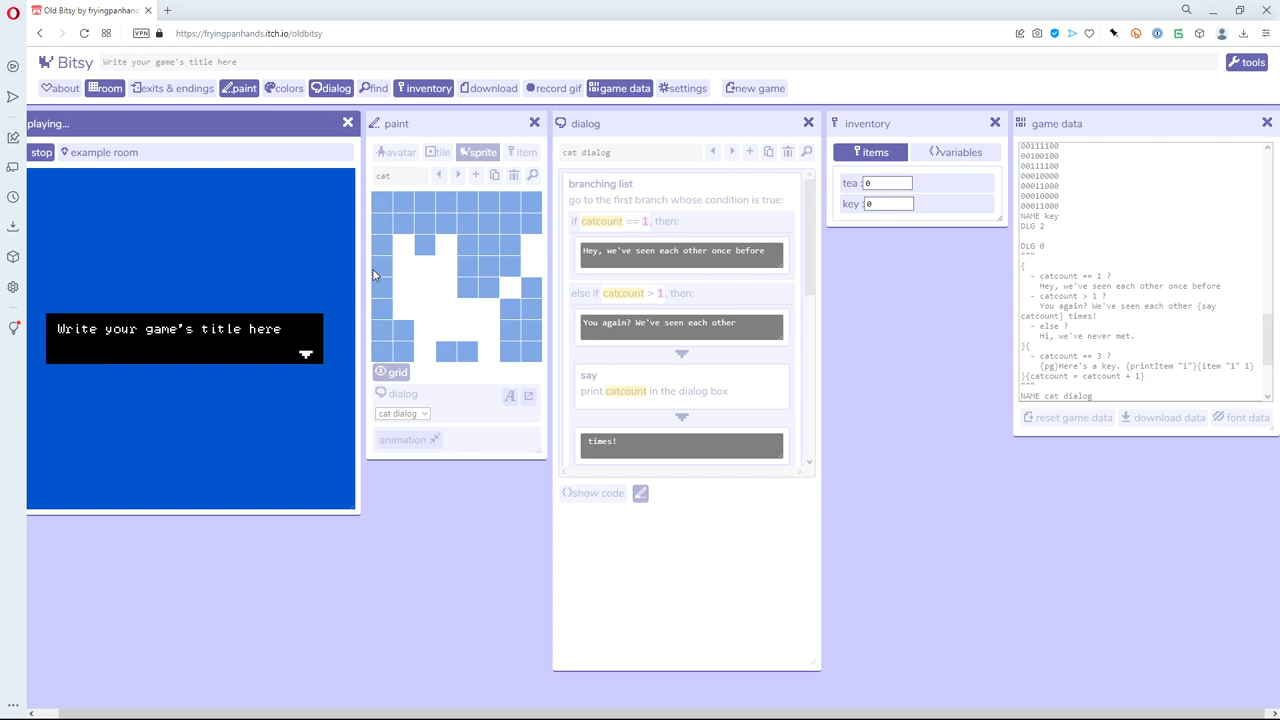 Old Bitsy by fryingpanhands
VPN
https://fryingpanhands.itch.io/oldbitsy
Bitsy
Write your game's title here
tools
about
room
exits & endings
paint
colors
dialog
find
inventory
download
record gif
game data
settings
new game
playing...
stop
example room
Write your game's title here
paint
avatar
tile
sprite
item
cat
grid
dialog
cat dialog
animation
dialog
cat dialog
branching list
go to the first branch whose condition is true:
if catcount == 1, then:
Hey, we've seen each other once before
else if catcount > 1, then:
You again? We've seen each other
say
print catcount in the dialog box
times!
show code
inventory
items
variables
tea : 0
key : 0
game data
00111100
00100100
00111100
00010000
00011000
00010000
00011000
NAME key
DLG 2
DLG 0
"""
{
- catcount == 1 ?
Hey, we've seen each other once before
- catcount > 1 ?
You again? We've seen each other {say
catcount} times!
- else ?
Hi, we've never met.
}{
- catcount == 3 ?
{pg}Here's a key. {printItem "1"}{item "1" 1}
}{catcount = catcount + 1}
"""
NAME cat dialog
reset game data
download data
font data